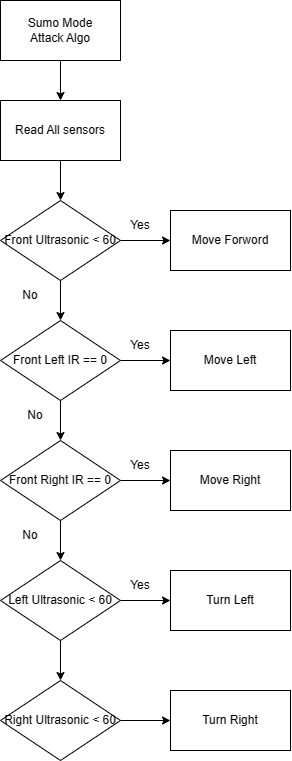 Sumo Mode
Attack Algo
Read All sensors
Front Ultrasonic < 60
Yes
Move Forword
No
Front Left IR == 0
Yes
Move Left
No
Front Right IR == 0
Yes
Move Right
No
Left Ultrasonic < 60
Yes
Turn Left
Right Ultrasonic < 60
Turn Right